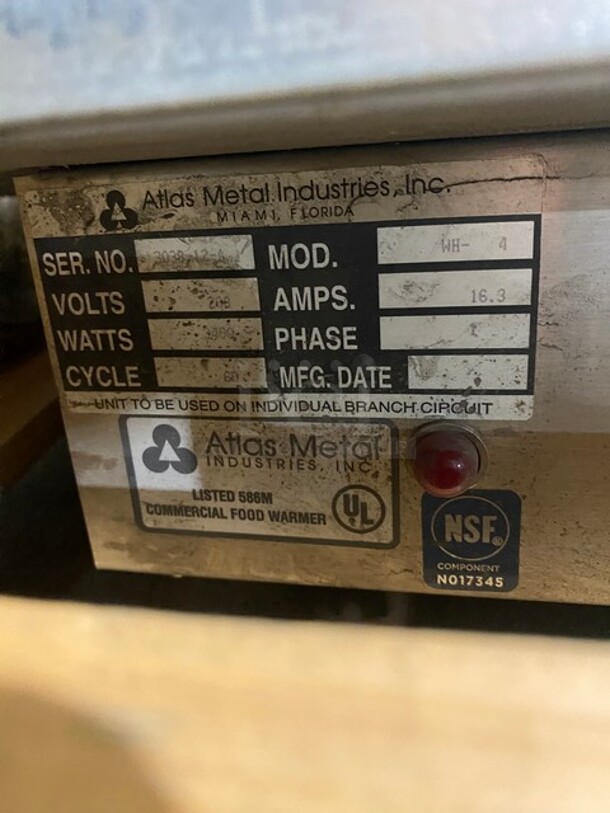 Atlas Metal Industries, Inc.
MIAMI, FLORIDA
SER. NO. 3038-12-A MOD. WH- 4
VOLTS 208 AMPS. 16.3
WATTS PHASE 1
CYCLE 60 MFG. DATE
UNIT TO BE USED ON INDIVIDUAL BRANCH CIRCUIT
Atlas Metal
INDUSTRIES, INC.
LISTED 586M
COMMERCIAL FOOD WARMER
UL
NSF®
COMPONENT
N017345